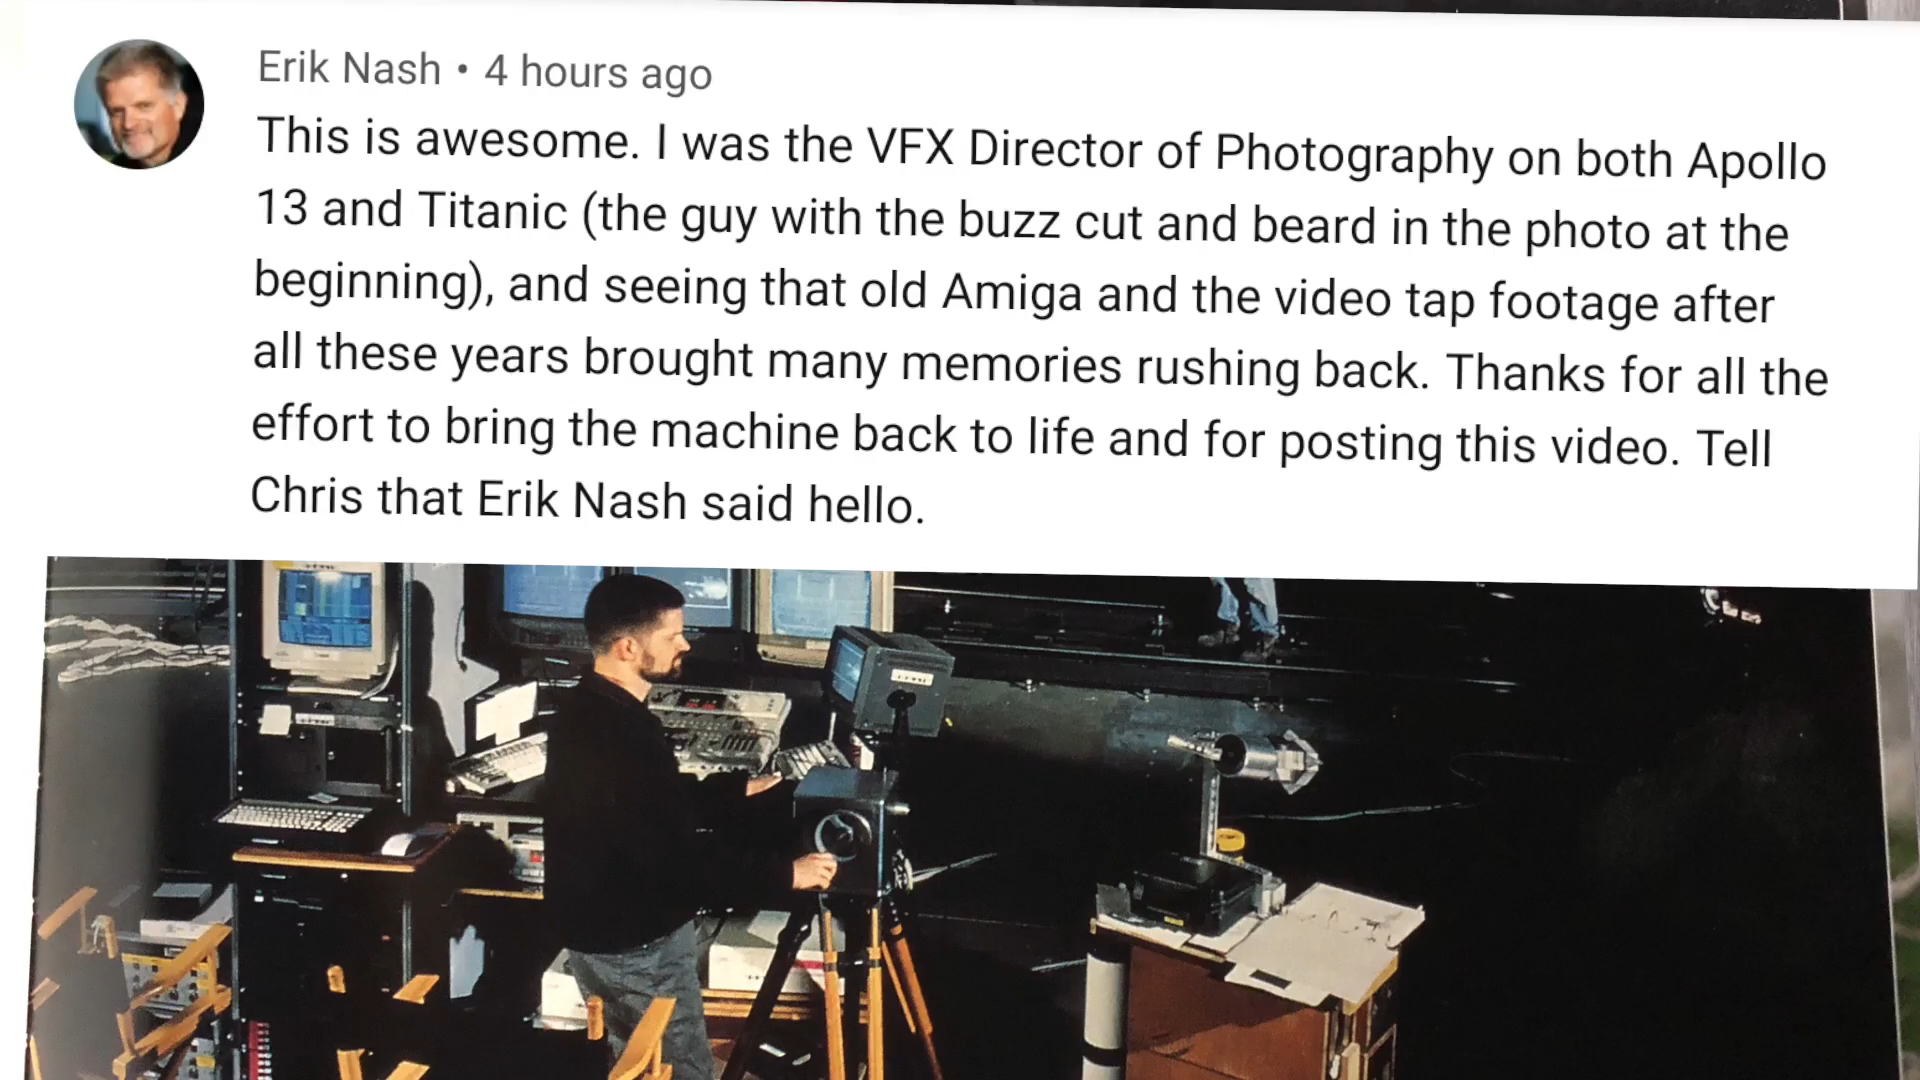 Erik Nash • 4 hours ago
This is awesome. I was the VFX Director of Photography on both Apollo
13 and Titanic (the guy with the buzz cut and beard in the photo at the
beginning), and seeing that old Amiga and the video tap footage after
all these years brought many memories rushing back. Thanks for all the
effort to bring the machine back to life and for posting this video. Tell
Chris that Erik Nash said hello.